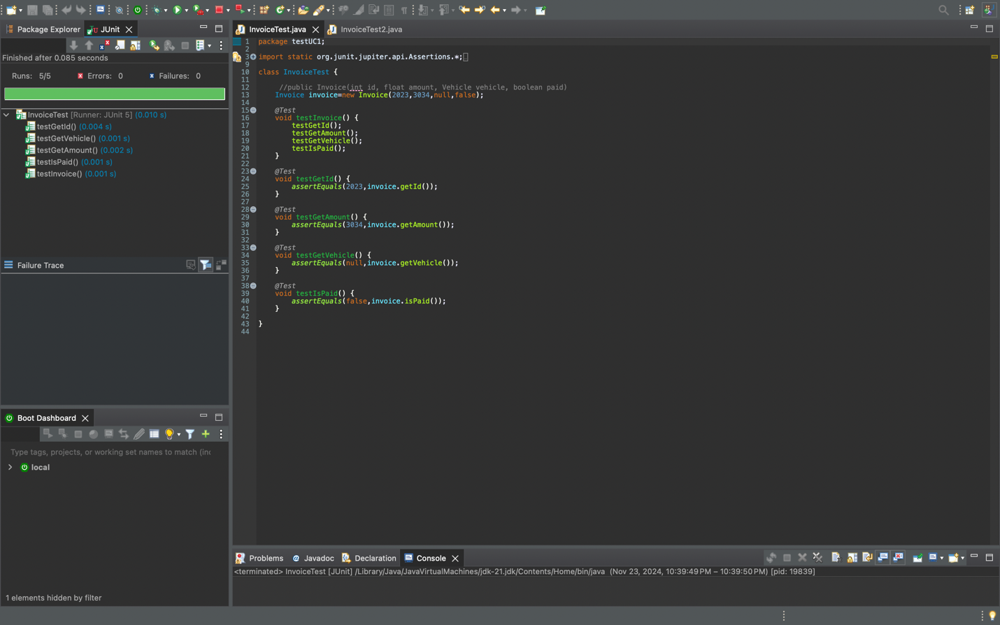 Package Explorer
JUnit
Finished after 0.085 seconds
Runs: 5/5
Errors: 0
Failures: 0
InvoiceTest [Runner: JUnit 5] (0.010 s)
testGetId() (0.004 s)
testGetVehicle() (0.001 s)
testGetAmount() (0.002 s)
testIsPaid() (0.001 s)
testInvoice() (0.001 s)
Failure Trace
Boot Dashboard
Type tags, projects, or working set names to match (inc
local
1 elements hidden by filter
InvoiceTest.java
InvoiceTest2.java
1 package testUC1;
2
3 import static org.junit.jupiter.api.Assertions.*;
9
10 class InvoiceTest {
11
12 //public Invoice(int id, float amount, Vehicle vehicle, boolean paid)
13 Invoice invoice=new Invoice(2023,3034,null,false);
14
15 @Test
16 void testInvoice() {
17 testGetId();
18 testGetAmount();
19 testGetVehicle();
20 testIsPaid();
21 }
22
23 @Test
24 void testGetId() {
25 assertEquals(2023,invoice.getId());
26 }
27
28 @Test
29 void testGetAmount() {
30 assertEquals(3034,invoice.getAmount());
31 }
32
33 @Test
34 void testGetVehicle() {
35 assertEquals(null,invoice.getVehicle());
36 }
37
38 @Test
39 void testIsPaid() {
40 assertEquals(false,invoice.isPaid());
41 }
42
43 }
44
Problems
Javadoc
Declaration
Console
<terminated> InvoiceTest [JUnit] /Library/Java/JavaVirtualMachines/jdk-21.jdk/Contents/Home/bin/java (Nov 23, 2024, 10:39:49 PM – 10:39:50 PM) [pid: 19839]